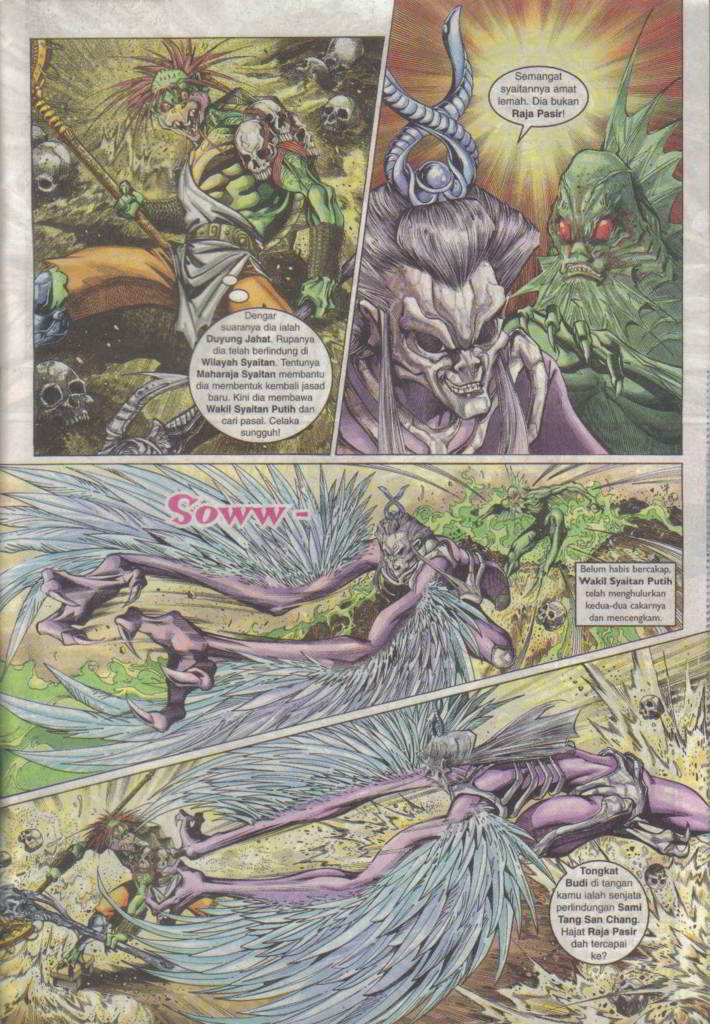 Dengar
suaranya dia ialah
Duyung Jahat. Rupanya
dia telah berlindung di
Wilayah Syaitan. Tentunya
Maharaja Syaitan membantu
dia membentuk kembali jasad
baru. Kini dia membawa
Wakil Syaitan Putih dan
cari pasal. Celaka
sungguh!
Semangat
syaitannya amat
lemah. Dia bukan
Raja Pasir!
Soww -
Belum habis bercakap,
Wakil Syaitan Putih
telah menghulurkan
kedua-dua cakarnya
dan mencengkam.
Tongkat
Budi di tangan
kamu ialah senjata
perlindungan Sami
Tang San Chang.
Hajat Raja Pasir
dah tercapai
ke?